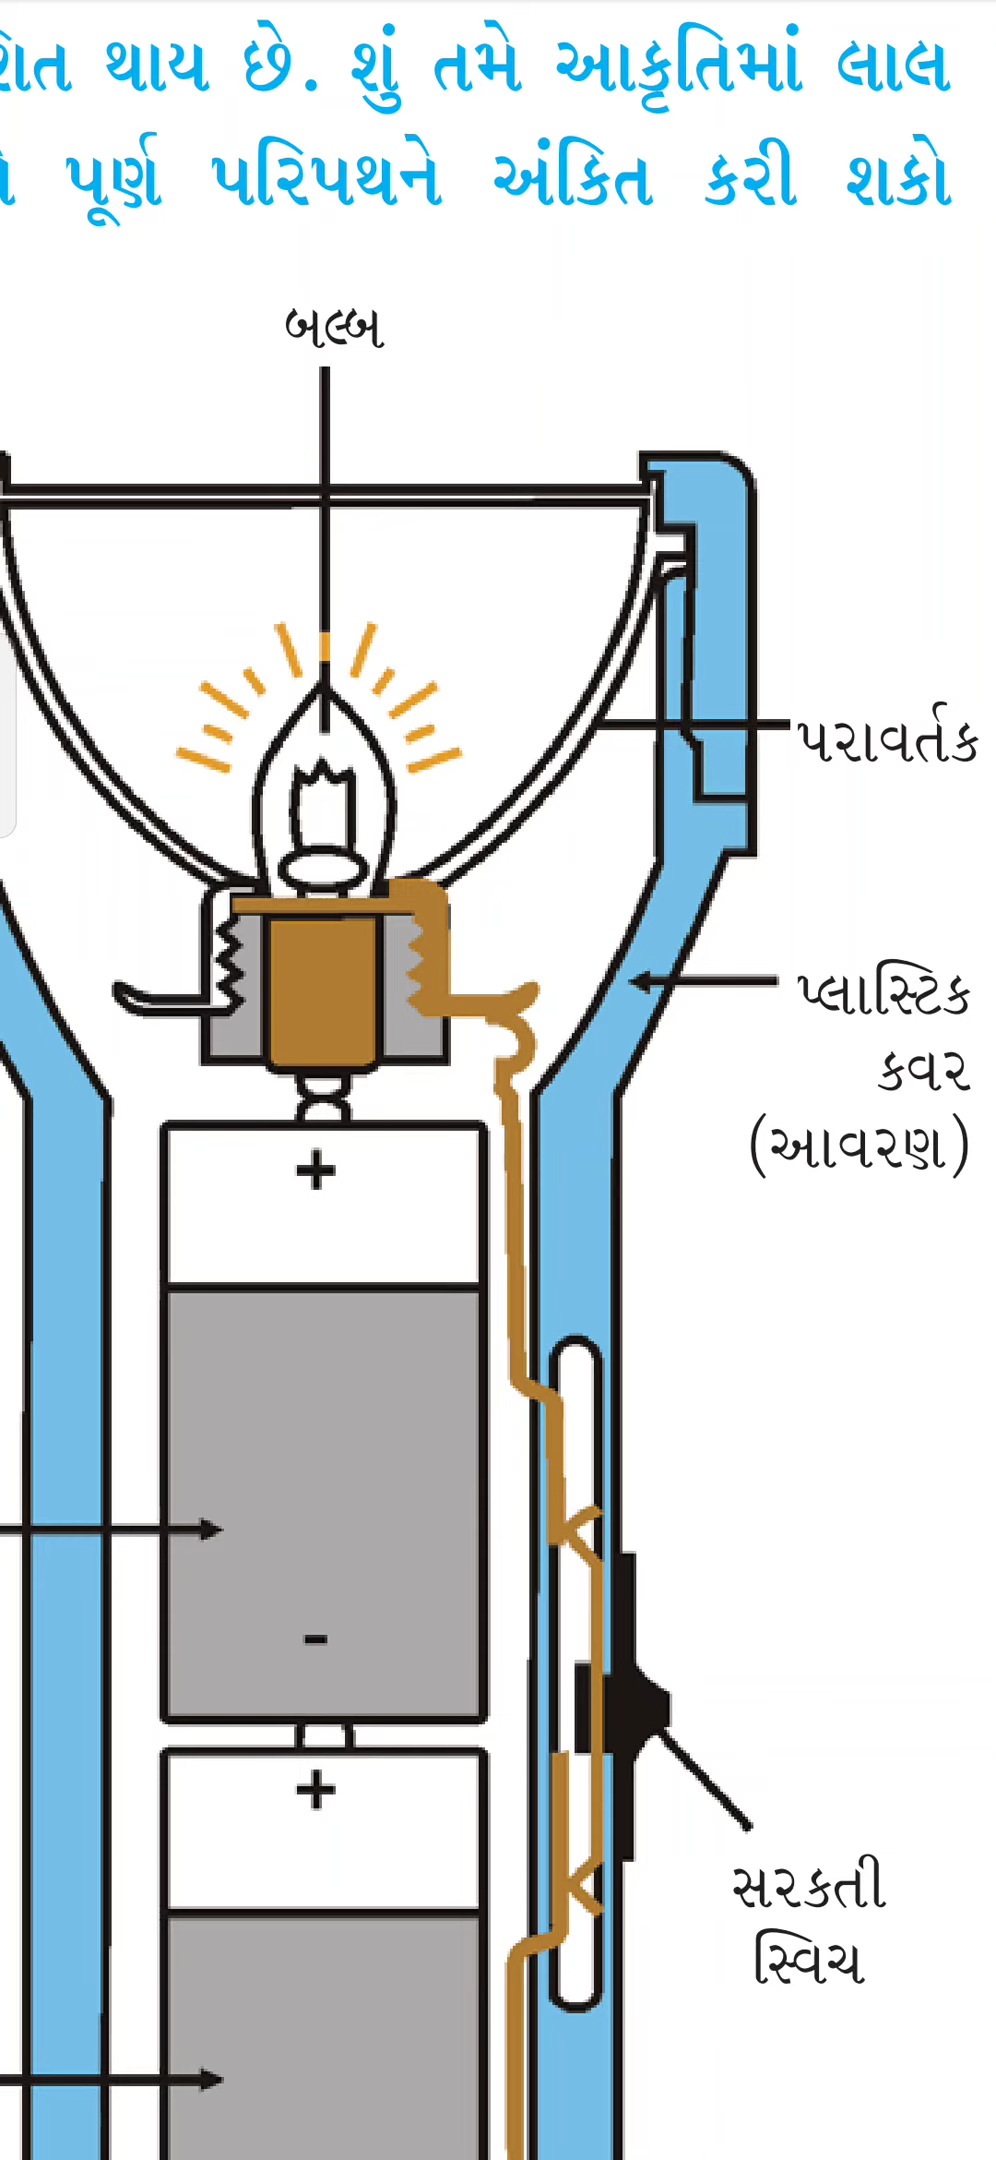 થાય છે. શું તમે આકૃતિમાં લાલ
પૂર્ણ પરિપથને અંકિત કરી શકો
બલ્બ
પરાવર્તક
પ્લાસ્ટિક
કવર
(આવરણ)
+
-
+
સરકતી
સ્વિચ